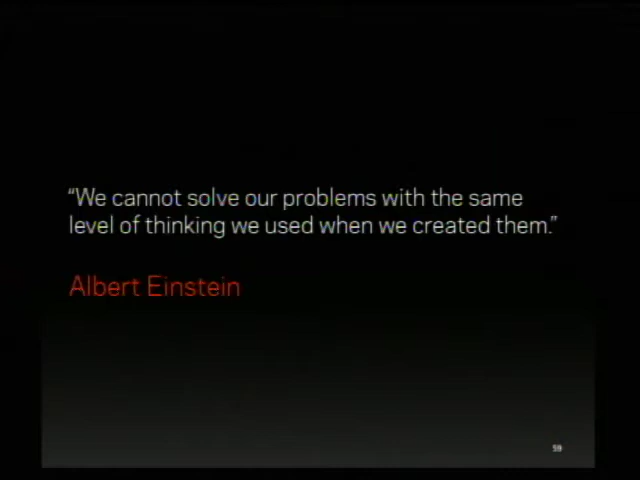 “We cannot solve our problems with the same
level of thinking we used when we created them.”
Albert Einstein
59